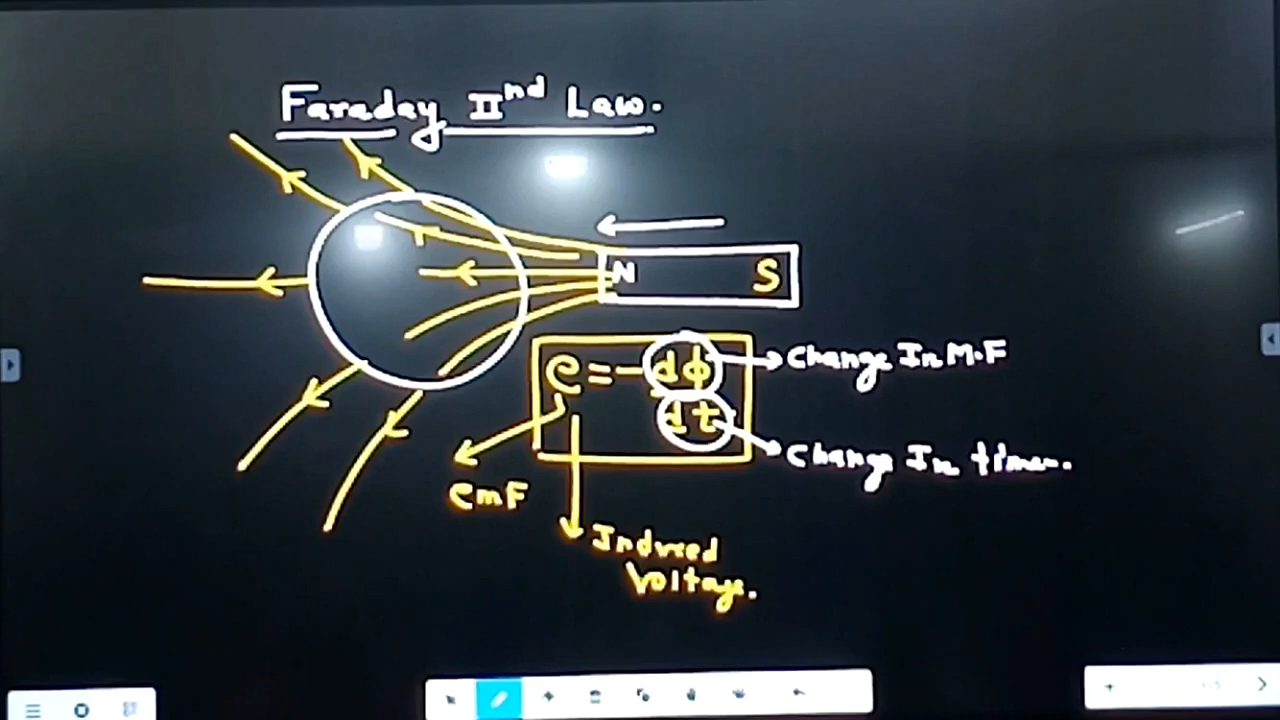 Faraday IInd Law.
N S
e = - dϕ
dt
Change In M.F
Change In time.
emF
Induced
Voltage.